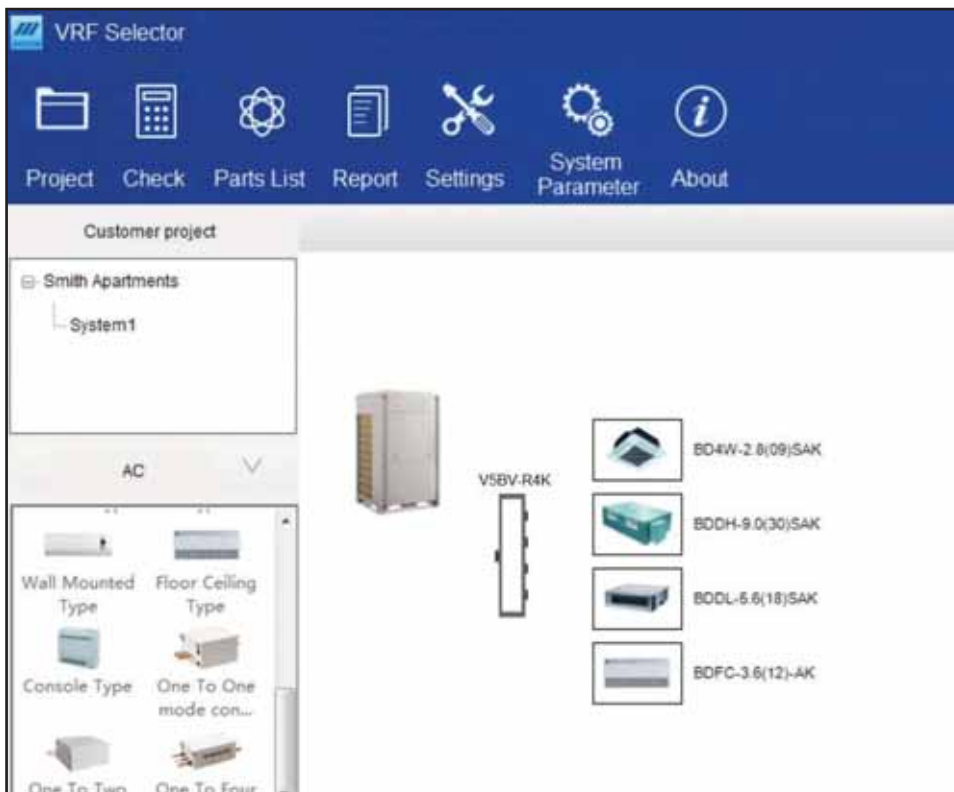 VRF Selector
Project
Check
Parts List
Report
Settings
System
Parameter
About
Customer project
Smith Apartments
System1
AC
Wall Mounted
Type
Floor Ceiling
Type
Console Type
One To One
mode con...
One To Two
One To Four
V5BV-R4K
BD4W-2.8(09)SAK
BDDH-9.0(30)SAK
BDDL-5.6(18)SAK
BDFC-3.6(12)-AK